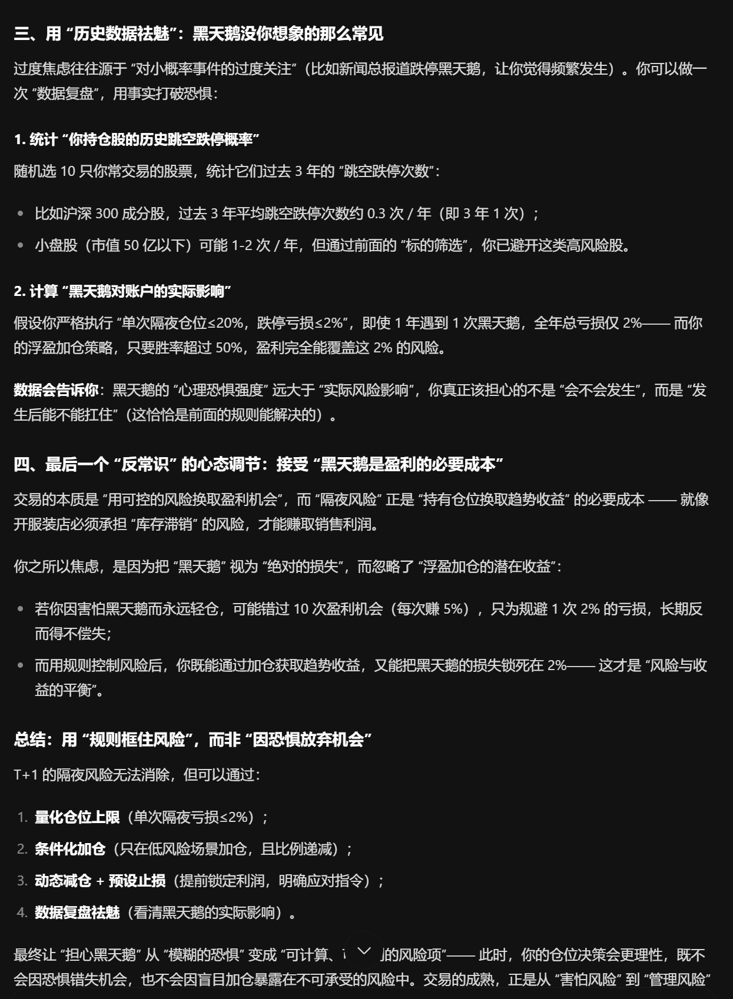 三、用 “历史数据祛魅”：黑天鹅没你想象的那么常见
过度焦虑往往源于 “对小概率事件的过度关注”（比如新闻总报道跌停黑天鹅，让你觉得频繁发生）。你可以做一
次 “数据复盘”，用事实打破恐惧：
1. 统计 “你持仓股的历史跳空跌停概率”
随机选 10 只你常交易的股票，统计它们过去 3 年的 “跳空跌停次数”：
比如沪深 300 成分股，过去 3 年平均跳空跌停次数约 0.3 次 / 年（即 3 年 1 次）；
小盘股（市值 50 亿以下）可能 1-2 次 / 年，但通过前面的 “标的筛选”，你已避开这类高风险股。
2. 计算 “黑天鹅对账户的实际影响”
假设你严格执行 “单次隔夜仓位≤20%，跌停亏损≤2%”，即使 1 年遇到 1 次黑天鹅，全年总亏损仅 2%—— 而你
的浮盈加仓策略，只要胜率超过 50%，盈利完全能覆盖这 2% 的风险。
数据会告诉你：黑天鹅的 “心理恐惧强度” 远大于 “实际风险影响”，你真正该担心的不是 “会不会发生”，而是 “发
生后能不能扛住”（这恰恰是前面的规则能解决的）。
四、最后一个 “反常识” 的心态调节：接受 “黑天鹅是盈利的必要成本”
交易的本质是 “用可控的风险换取盈利机会”，而 “隔夜风险” 正是 “持有仓位换取趋势收益” 的必要成本 —— 就像
开服装店必须承担 “库存滞销” 的风险，才能赚取销售利润。
你之所以焦虑，是因为把 “黑天鹅” 视为 “绝对的损失”，而忽略了 “浮盈加仓的潜在收益”：
若你因害怕黑天鹅而永远轻仓，可能错过 10 次盈利机会（每次赚 5%），只为规避 1 次 2% 的亏损，长期反
而得不偿失；
而用规则控制风险后，你既能通过加仓获取趋势收益，又能把黑天鹅的损失锁死在 2%—— 这才是 “风险与收
益的平衡”。
总结：用 “规则框住风险”，而非 “因恐惧放弃机会”
T+1 的隔夜风险无法消除，但可以通过：
1. 量化仓位上限（单次隔夜亏损≤2%）；
2. 条件化加仓（只在低风险场景加仓，且比例递减）；
3. 动态减仓 + 预设止损（提前锁定利润，明确应对指令）；
4. 数据复盘祛魅（看清黑天鹅的实际影响）。
最终让 “担心黑天鹅” 从 “模糊的恐惧” 变成 “可计算、的风险项”—— 此时，你的仓位决策会更理性，既不
会因恐惧错失机会，也不会因盲目加仓暴露在不可承受的风险中。交易的成熟，正是从 “害怕风险” 到 “管理风险”